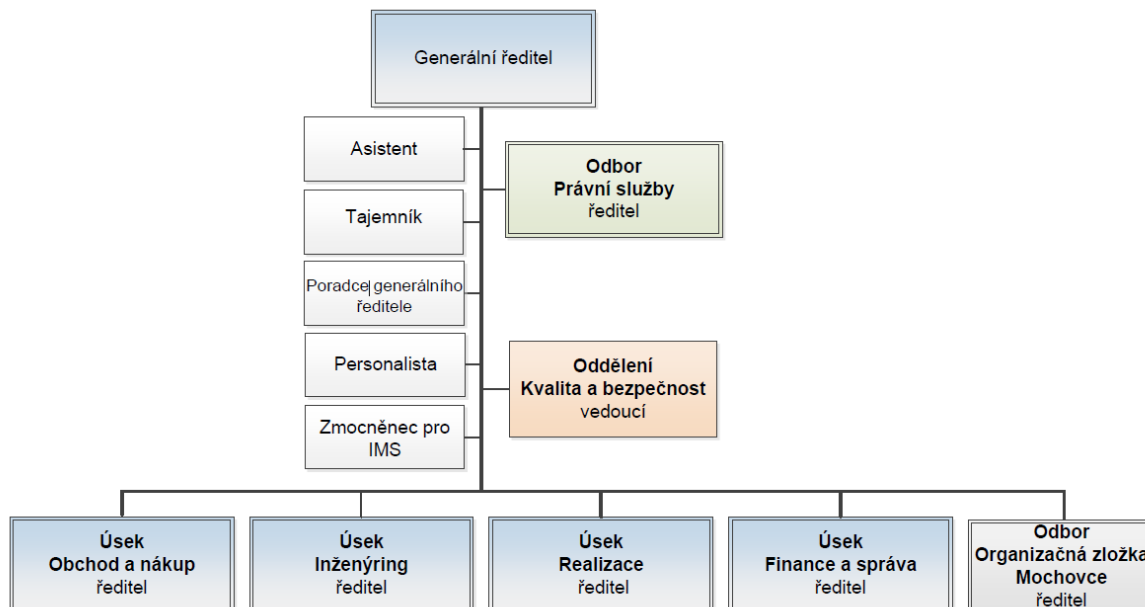 Generální ředitel
Asistent
Odbor
Právní služby
ředitel
Tajemník
Poradce generálního
ředitele
Personalista
Oddělení
Kvalita a bezpečnost
vedoucí
Zmocněnec pro
IMS
Úsek
Obchod a nákup
ředitel
Úsek
Inženýring
ředitel
Úsek
Realizace
ředitel
Úsek
Finance a správa
ředitel
Odbor
Organizačná zložka
Mochovce
ředitel